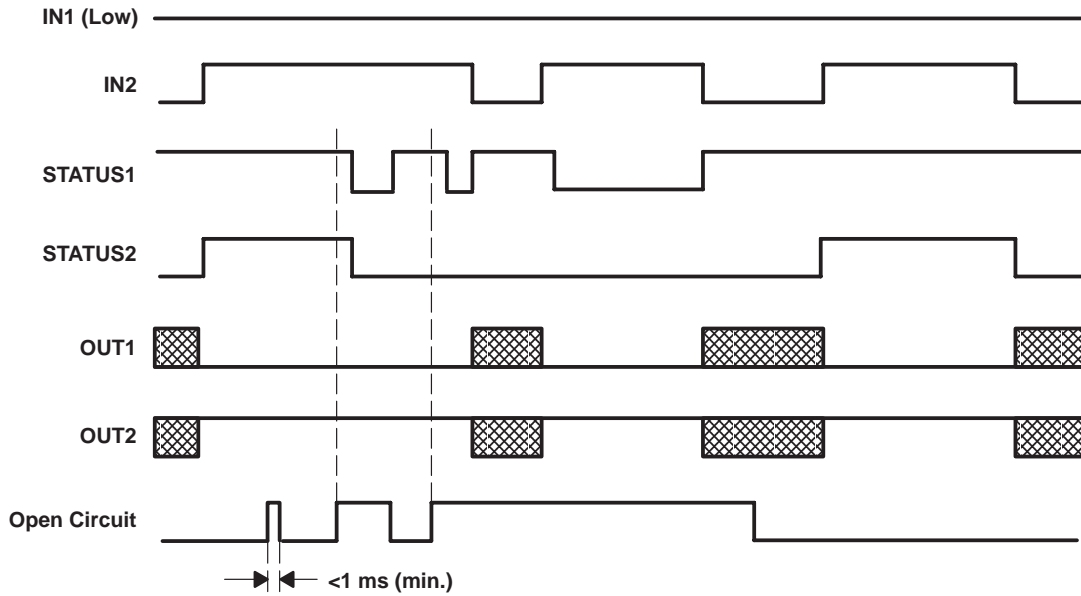 IN1 (Low)
IN2
STATUS1
STATUS2
OUT1
OUT2
Open Circuit
<1 ms (min.)